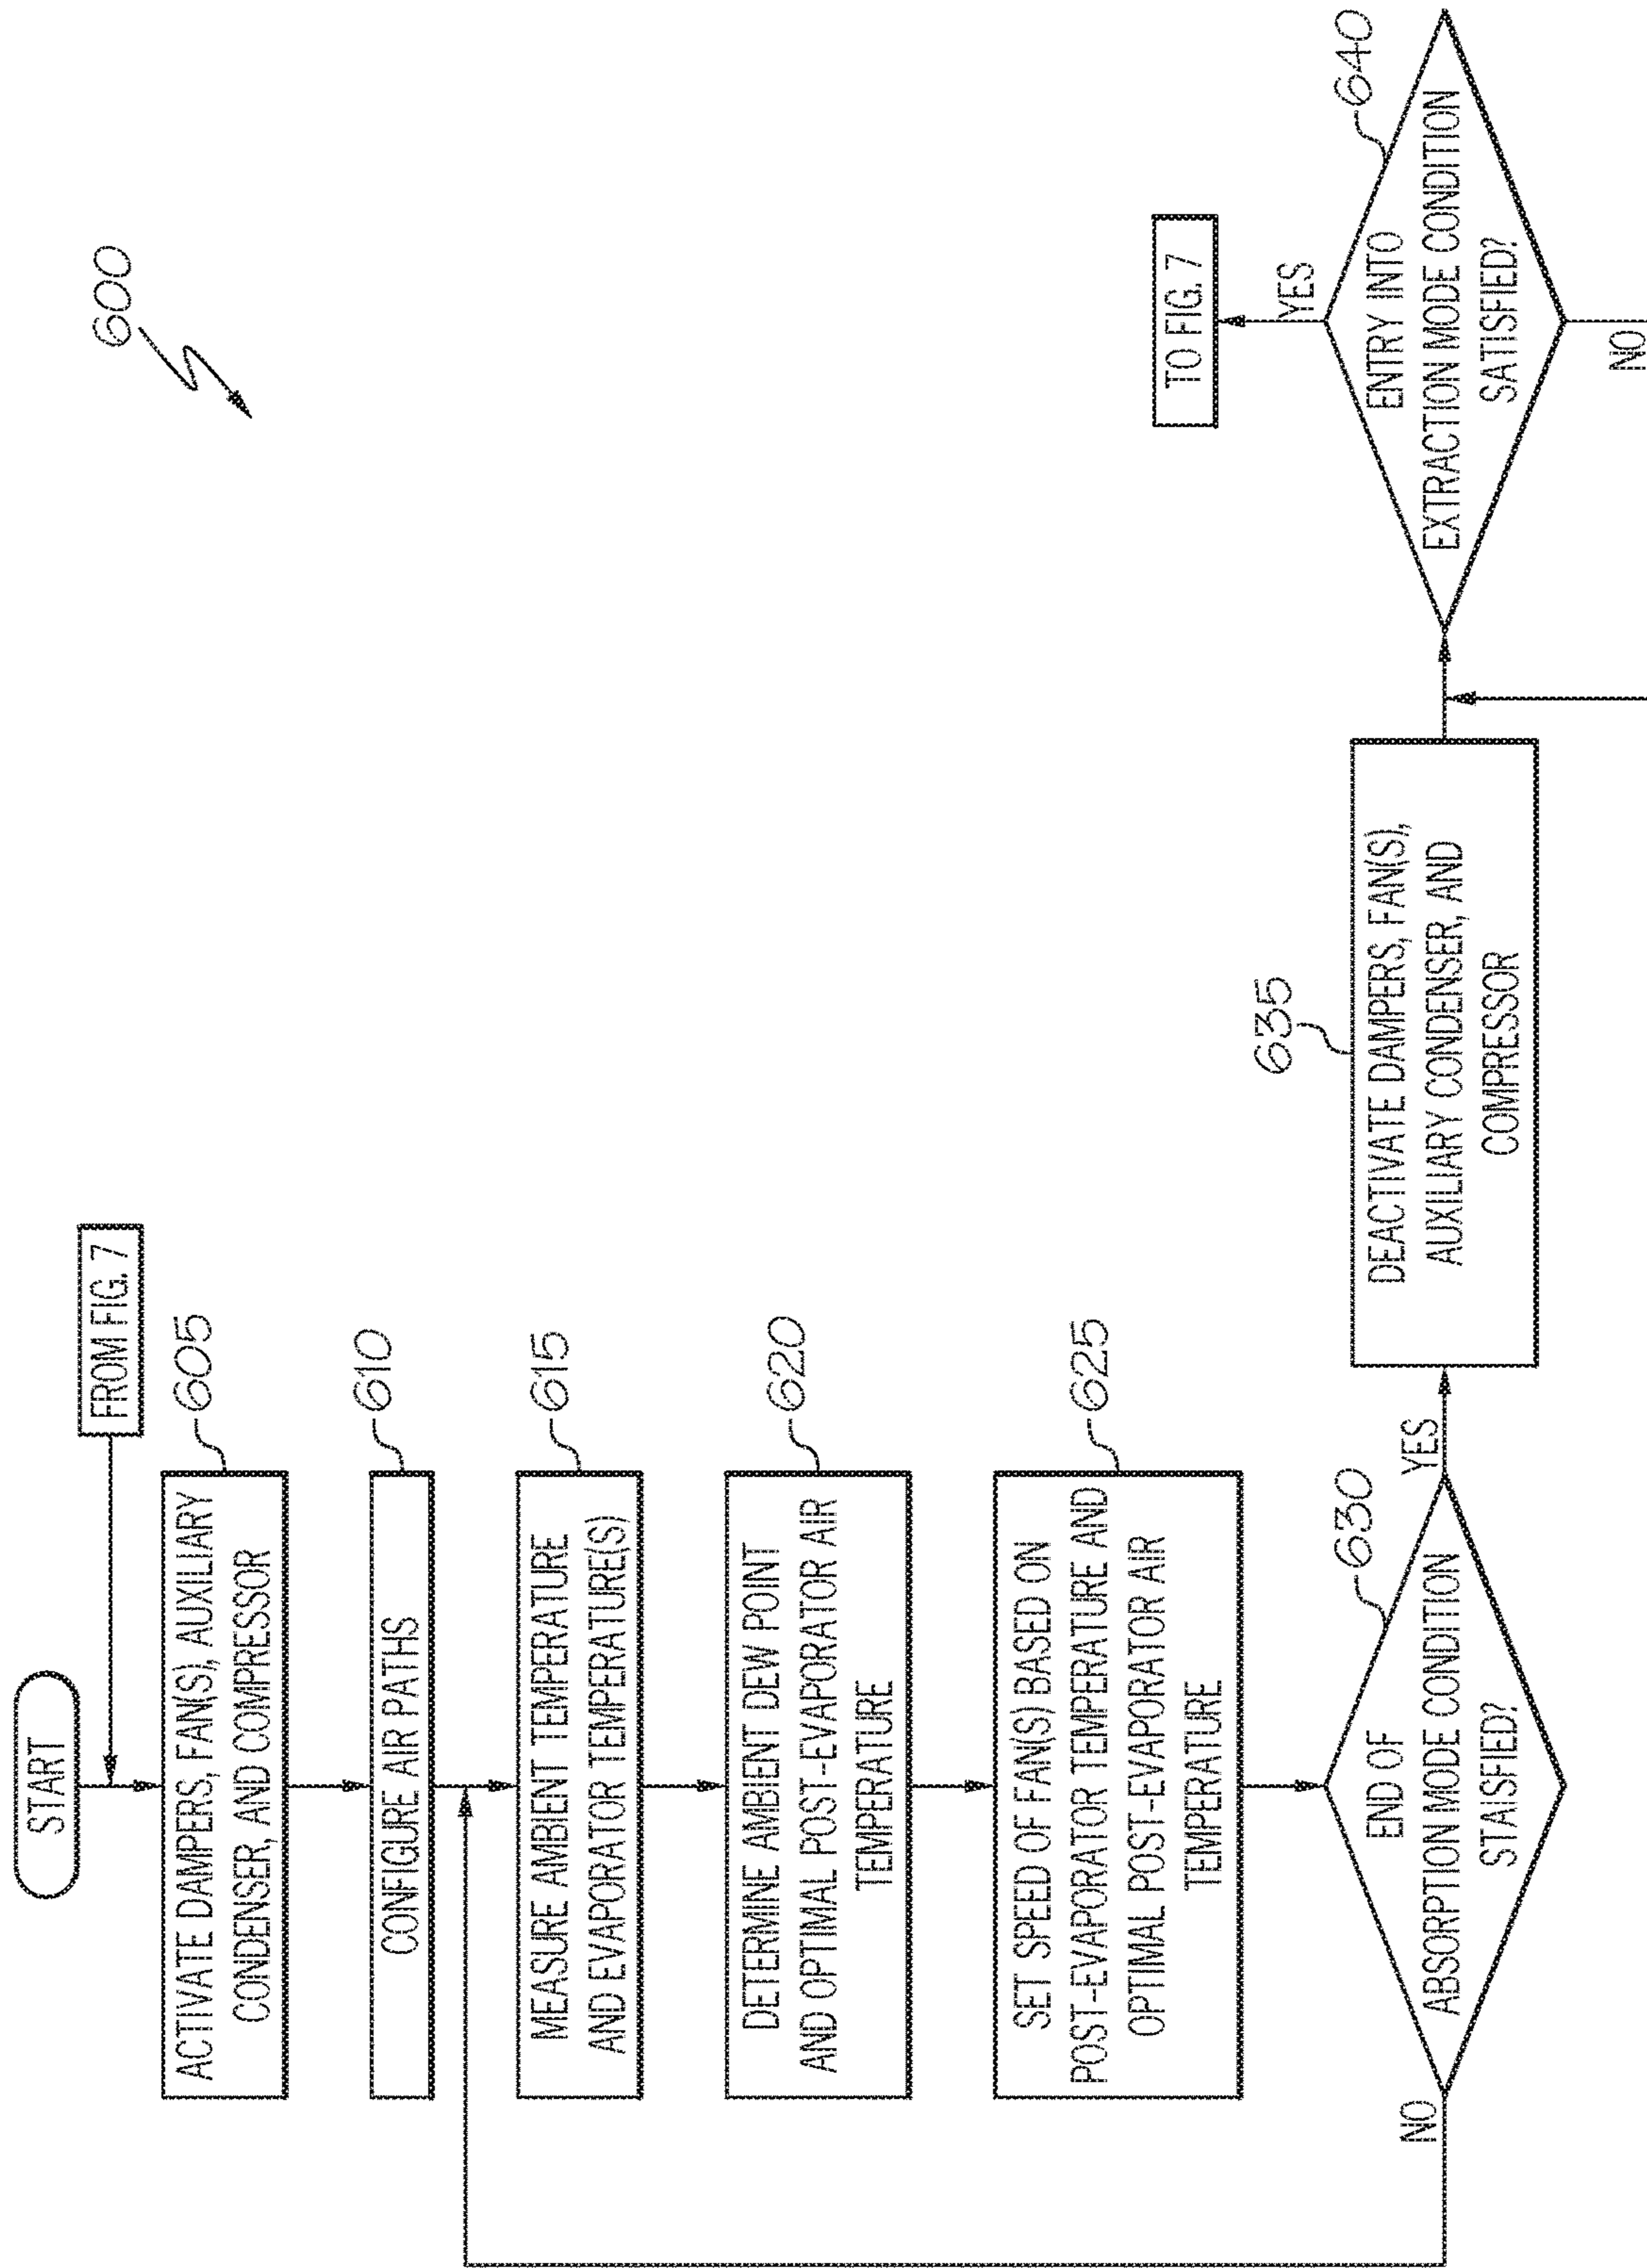 600
START
FROM FIG. 7
605
ACTIVATE DAMPERS, FAN(S), AUXILIARY
CONDENSER, AND COMPRESSOR
610
CONFIGURE AIR PATHS
615
MEASURE AMBIENT TEMPERATURE
AND EVAPORATOR TEMPERATURE(S)
620
DETERMINE AMBIENT DEW POINT
AND OPTIMAL POST-EVAPORATOR AIR
TEMPERATURE
625
SET SPEED OF FAN(S) BASED ON
POST-EVAPORATOR TEMPERATURE AND
OPTIMAL POST-EVAPORATOR AIR
TEMPERATURE
630
END OF
ABSORPTION MODE CONDITION
STAISFIED?
NO
YES
635
DEACTIVATE DAMPERS, FAN(S),
AUXILIARY CONDENSER, AND
COMPRESSOR
640
ENTRY INTO
EXTRACTION MODE CONDITION
SATISFIED?
YES
TO FIG. 7
NO